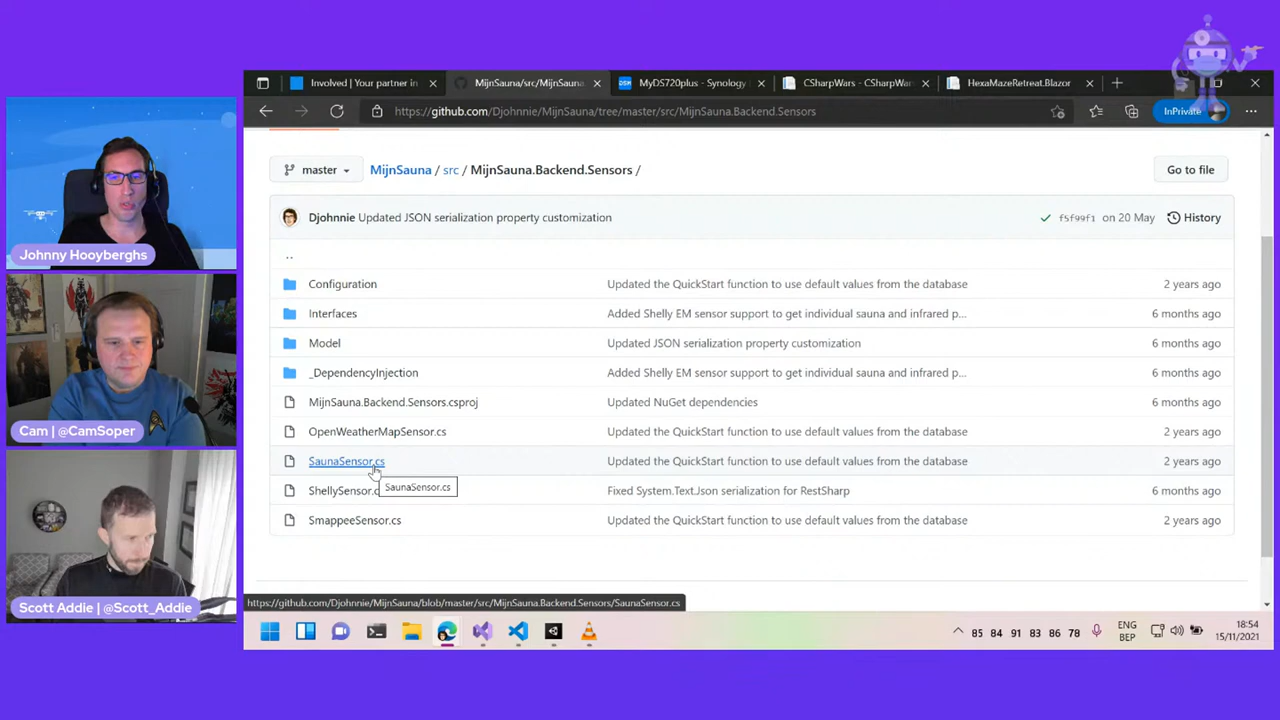 Involved | Your partner in
MijnSauna/src/MijnSauna.
MyDS720plus - Synology
CSharpWars - CSharpWar
HexaMazeRetreat.Blazor
https://github.com/Djohnnie/MijnSauna/tree/master/src/MijnSauna.Backend.Sensors
InPrivate
master
MijnSauna / src / MijnSauna.Backend.Sensors /
Go to file
Djohnnie Updated JSON serialization property customization
f5f99f1 on 20 May
History
..
Configuration
Updated the QuickStart function to use default values from the database
2 years ago
Interfaces
Added Shelly EM sensor support to get individual sauna and infrared p...
6 months ago
Model
Updated JSON serialization property customization
6 months ago
_DependencyInjection
Added Shelly EM sensor support to get individual sauna and infrared p...
6 months ago
MijnSauna.Backend.Sensors.csproj
Updated NuGet dependencies
6 months ago
OpenWeatherMapSensor.cs
Updated the QuickStart function to use default values from the database
2 years ago
SaunaSensor.cs
Updated the QuickStart function to use default values from the database
2 years ago
SaunaSensor.cs
ShellySensor.c
Fixed System.Text.Json serialization for RestSharp
6 months ago
SmappeeSensor.cs
Updated the QuickStart function to use default values from the database
2 years ago
https://github.com/Djohnnie/MijnSauna/blob/master/src/MijnSauna.Backend.Sensors/SaunaSensor.cs
85 84 91 83 86 78
ENG
BEP
18:54
15/11/2021
Johnny Hooyberghs
Cam | @CamSoper
Scott Addie | @Scott_Addie